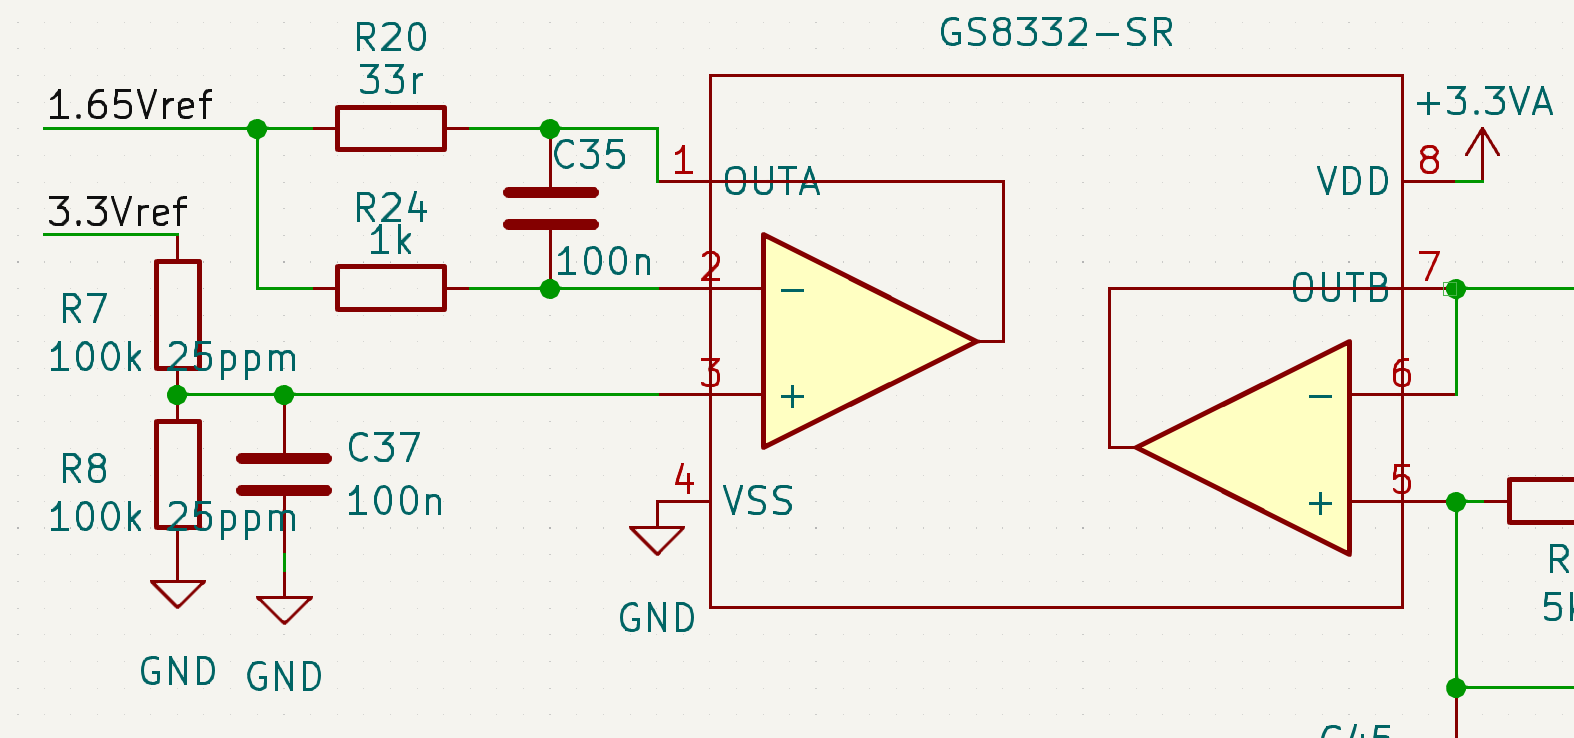 GS8332-SR
R20
33r
1.65Vref
+3.3VA
C35
1
OUTA
8
VDD
3.3Vref
R24
1k
100n
2
7
OUTB
−
R7
100k 25ppm
3
+
6
−
R8
100k 25ppm
C37
100n
4
VSS
5
+
GND
GND
GND
R
5k
C45